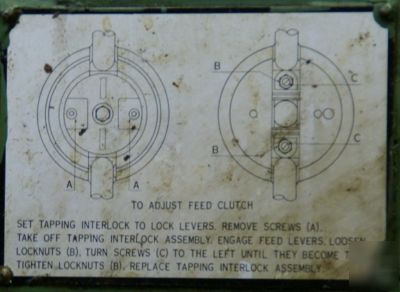 B
C
B
C
A
A
TO ADJUST FEED CLUTCH
SET TAPPING INTERLOCK TO LOCK LEVERS. REMOVE SCREWS (A).
TAKE OFF TAPPING INTERLOCK ASSEMBLY. ENGAGE FEED LEVERS. LOOSEN
LOCKNUTS (B). TURN SCREWS (C) TO THE LEFT UNTIL THEY BECOME
TIGHTEN LOCKNUTS (B). REPLACE TAPPING INTERLOCK ASSEMBLY.